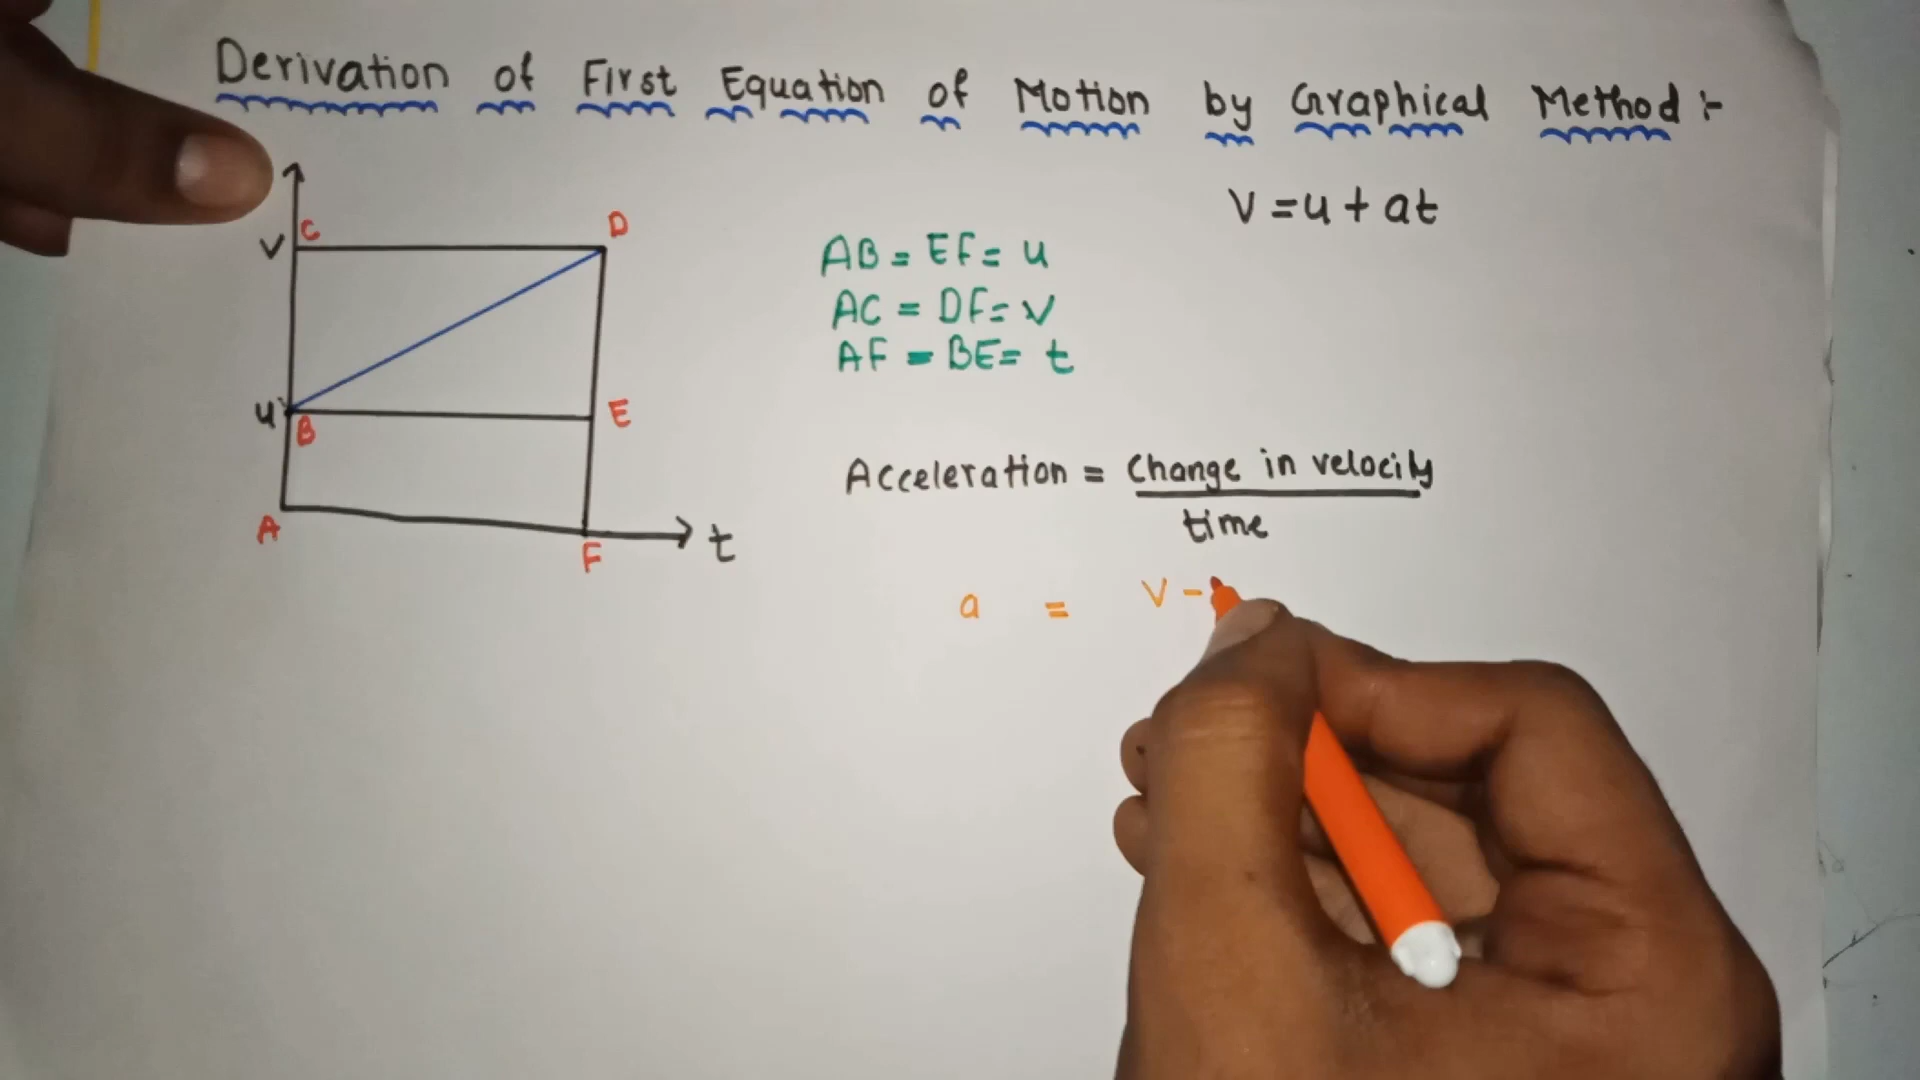 Derivation of First Equation of Motion by Graphical Method :-
V = u + at
C
D
V
AB = EF = u
AC = DF = V
AF = BE = t
u
B
E
Acceleration = Change in velocity
time
A
F
t
a = V -